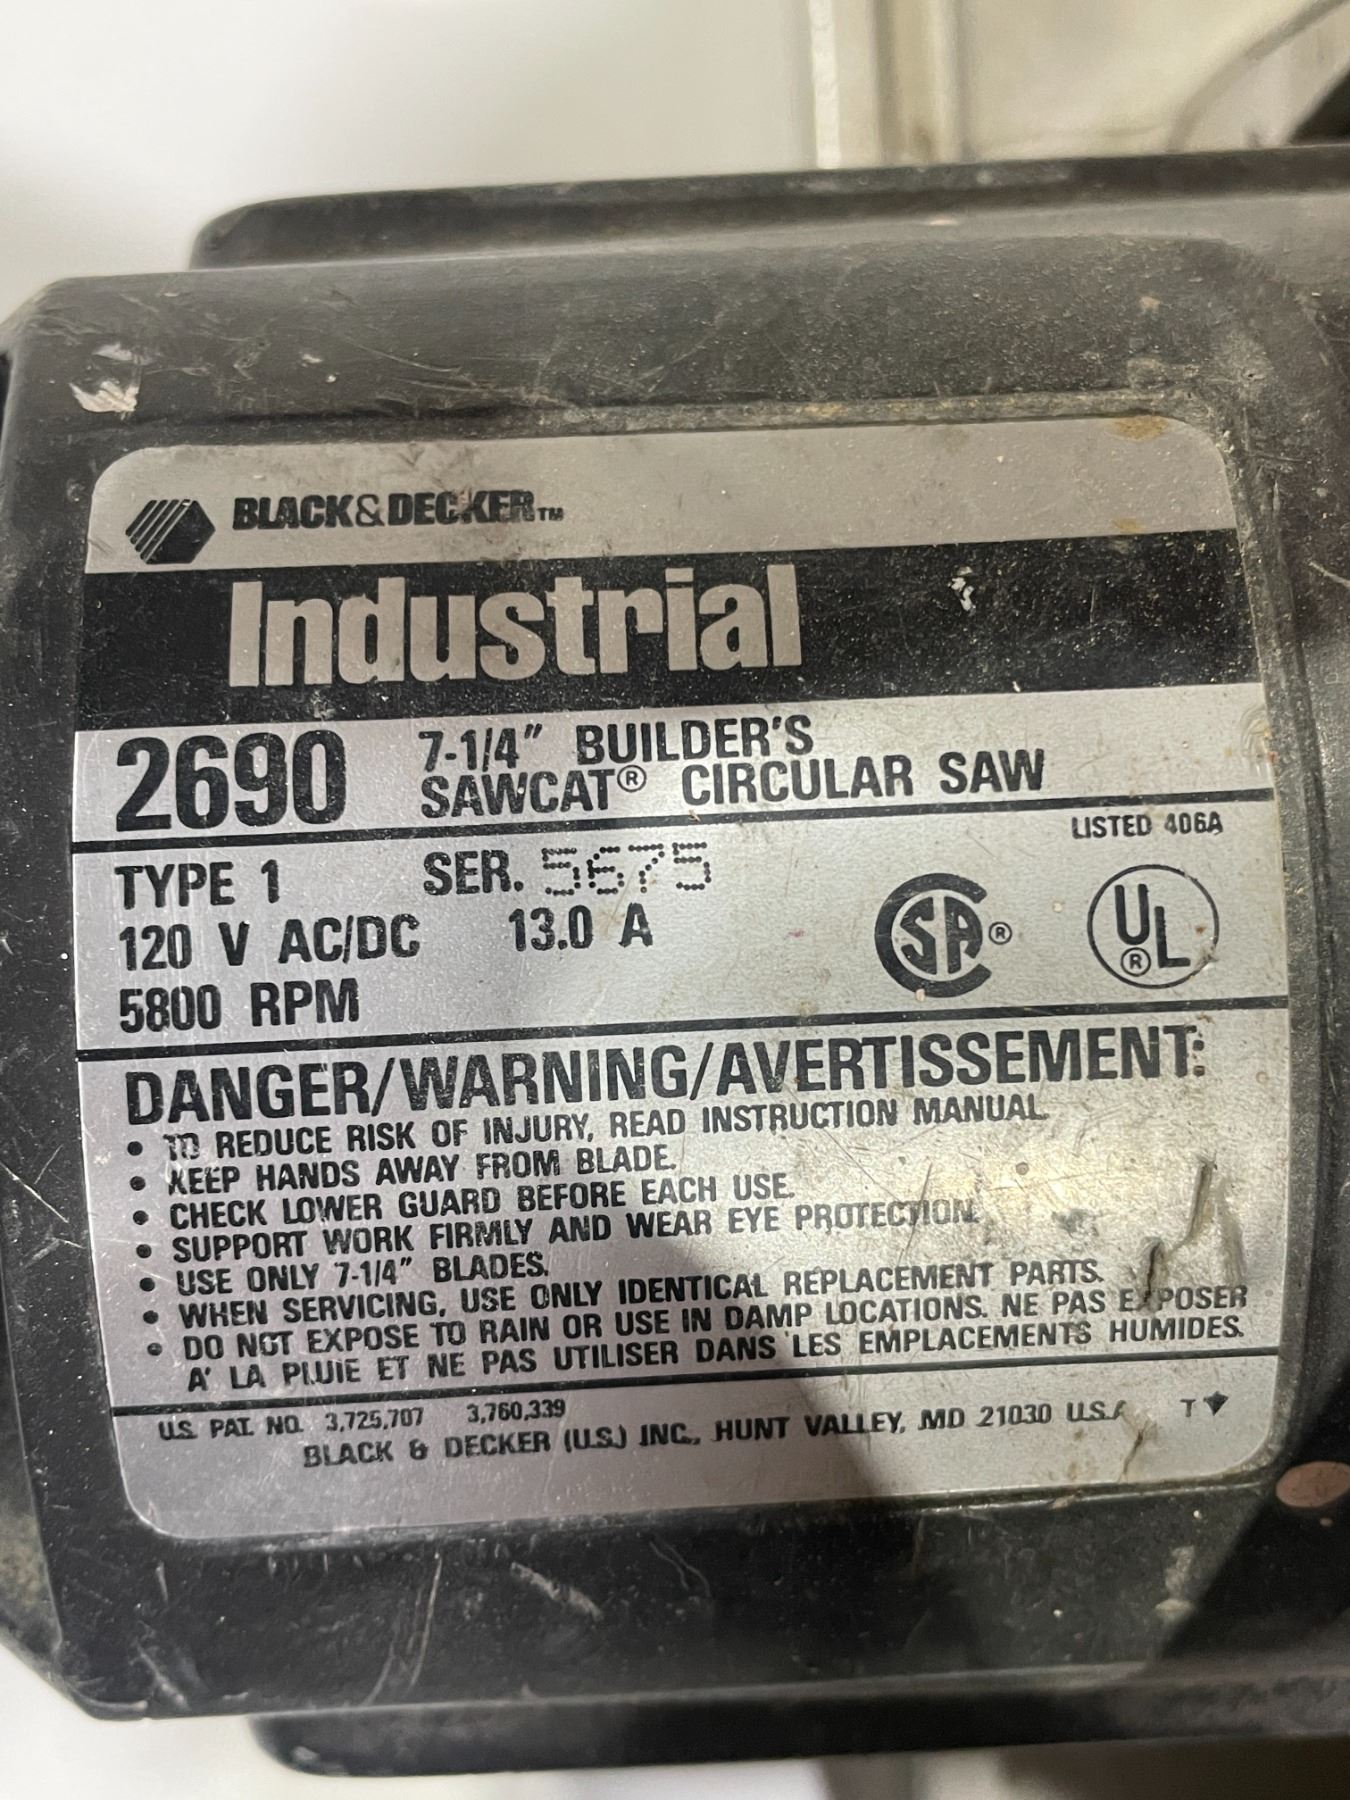 BLACK&DECKER™
Industrial
2690 7-1/4" BUILDER'S
SAWCAT® CIRCULAR SAW
LISTED 406A
TYPE 1 SER. 5675
120 V AC/DC 13.0 A
5800 RPM
SA ®
UL ®
DANGER/WARNING/AVERTISSEMENT:
• TO REDUCE RISK OF INJURY, READ INSTRUCTION MANUAL.
• KEEP HANDS AWAY FROM BLADE.
• CHECK LOWER GUARD BEFORE EACH USE.
• SUPPORT WORK FIRMLY AND WEAR EYE PROTECTION.
• USE ONLY 7-1/4" BLADES.
• WHEN SERVICING, USE ONLY IDENTICAL REPLACEMENT PARTS.
• DO NOT EXPOSE TO RAIN OR USE IN DAMP LOCATIONS. NE PAS EXPOSER
A' LA PLUIE ET NE PAS UTILISER DANS LES EMPLACEMENTS HUMIDES.
U.S. PAT. NO. 3,725,707 3,760,339
BLACK & DECKER (U.S.) INC., HUNT VALLEY, MD 21030 U.S.A. T